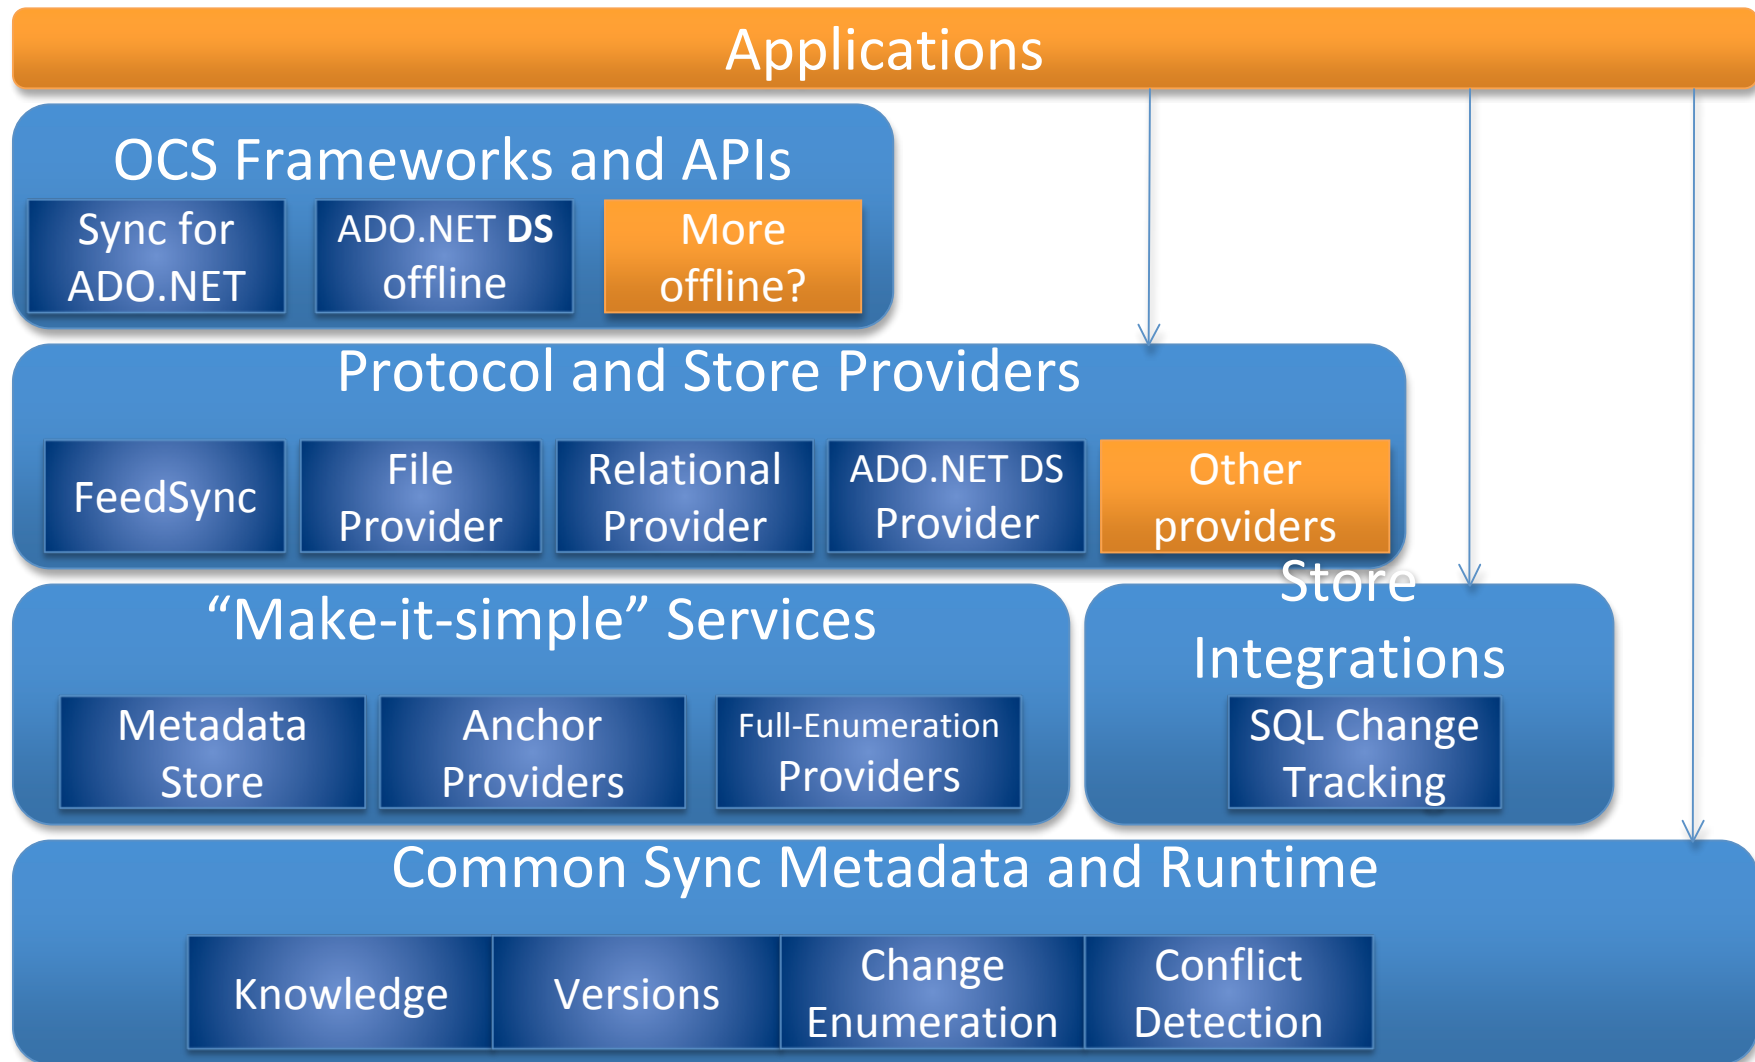 Applications
OCS Frameworks and APIs
Sync for
ADO.NET
ADO.NET DS
offline
More
offline?
Protocol and Store Providers
FeedSync
File
Provider
Relational
Provider
ADO.NET DS
Provider
Other
providers
“Make-it-simple” Services
Metadata
Store
Anchor
Providers
Full-Enumeration
Providers
Store
Integrations
SQL Change
Tracking
Common Sync Metadata and Runtime
Knowledge
Versions
Change
Enumeration
Conflict
Detection